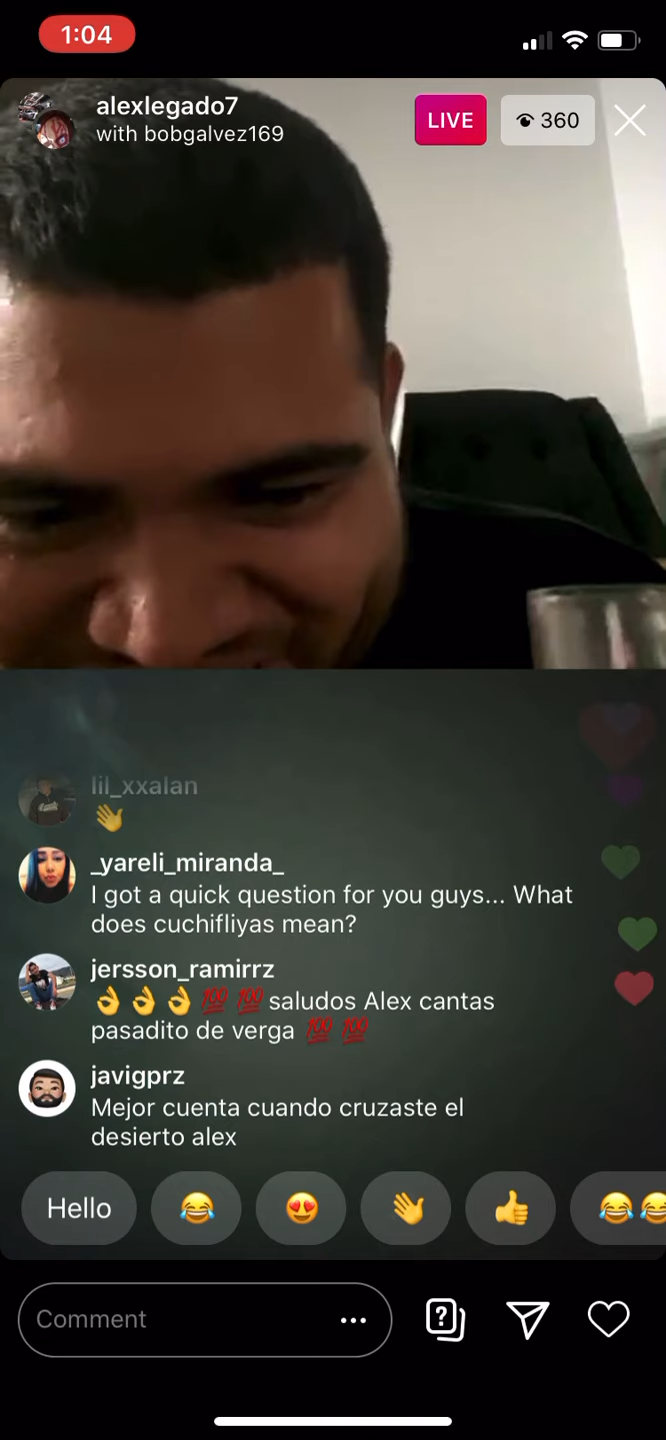 1:04
alexlegado7
with bobgalvez169
LIVE
360
lil_xxalan
👋
_yareli_miranda_
I got a quick question for you guys... What
does cuchifliyas mean?
jersson_ramirrz
👌👌👌💯💯saludos Alex cantas
pasadito de verga 💯💯
javigprz
Mejor cuenta cuando cruzaste el
desierto alex
Hello 😂 😍 👋 👍 😂😂
Comment